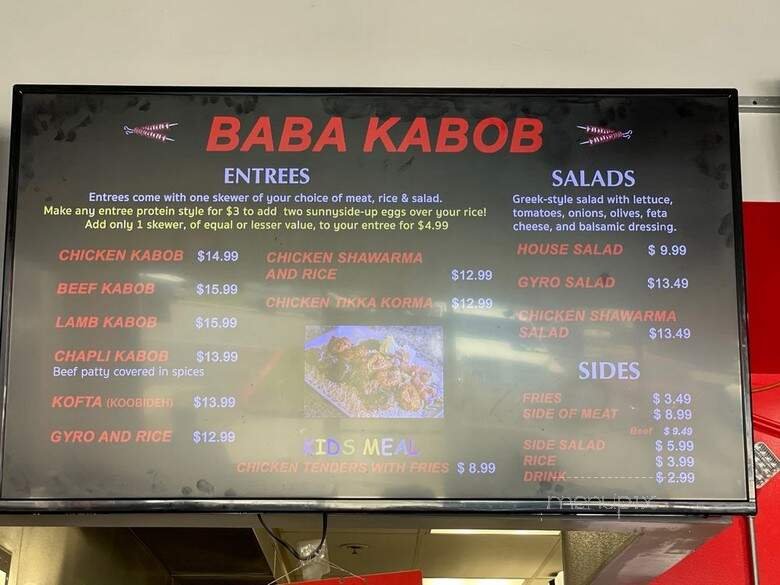 BABA KABOB
ENTREES
Entrees come with one skewer of your choice of meat, rice & salad.
Make any entree protein style for $3 to add two sunnyside-up eggs over your rice!
Add only 1 skewer, of equal or lesser value, to your entree for $4.99
CHICKEN KABOB $14.99
BEEF KABOB $15.99
LAMB KABOB $15.99
CHAPLI KABOB $13.99
Beef patty covered in spices
KOFTA (KOOBIDEH) $13.99
GYRO AND RICE $12.99
CHICKEN SHAWARMA
AND RICE $12.99
CHICKEN TIKKA KORMA $12.99
KIDS MEAL
CHICKEN TENDERS WITH FRIES $8.99
SALADS
Greek-style salad with lettuce,
tomatoes, onions, olives, feta
cheese, and balsamic dressing.
HOUSE SALAD $9.99
GYRO SALAD $13.49
CHICKEN SHAWARMA
SALAD $13.49
SIDES
FRIES $3.49
SIDE OF MEAT $8.99
Beef $9.49
SIDE SALAD $5.99
RICE $3.99
DRINK $2.99
menupix